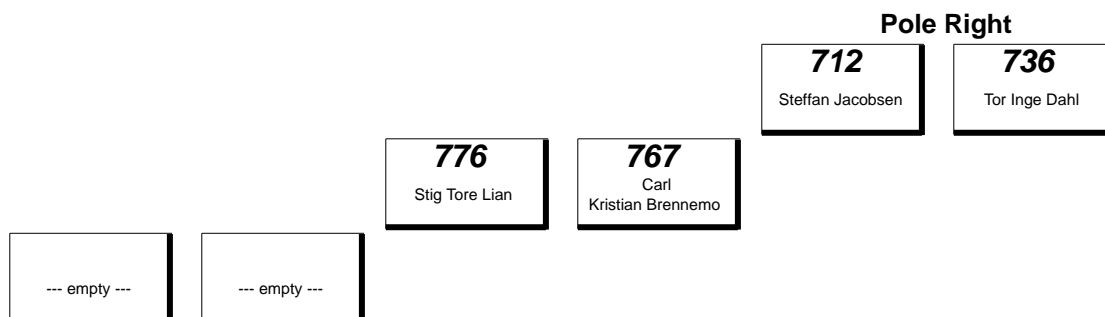 Pole Right
712
736
Steffan Jacobsen
Tor Inge Dahl
776
767
Stig Tore Lian
Carl
Kristian Brennemo
--- empty ---
--- empty ---